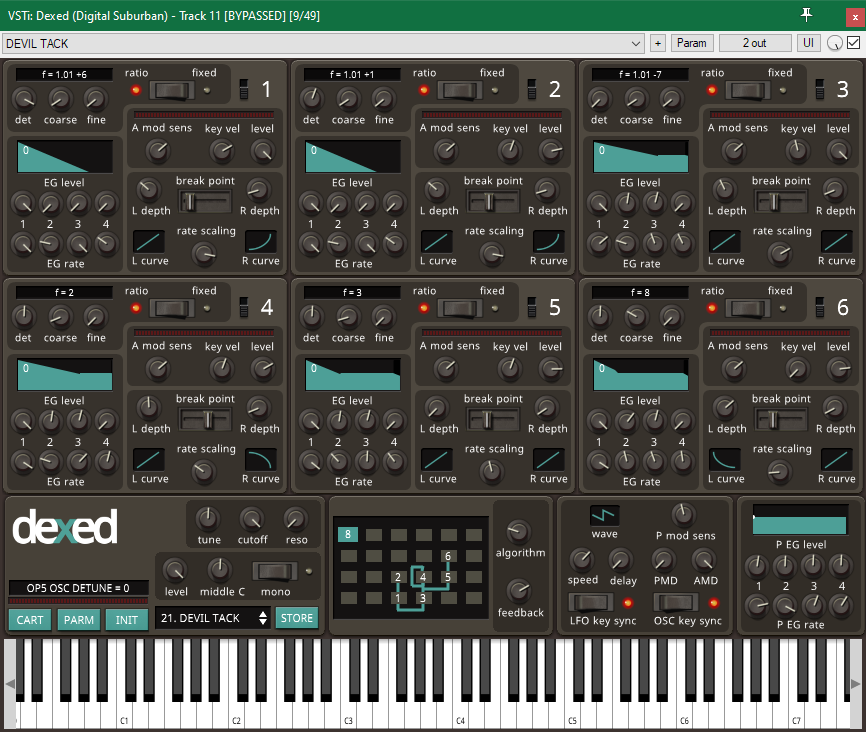 VSTi: Dexed (Digital Suburban) - Track 11 [BYPASSED] [9/49]
DEVIL TACK + Param 2 out UI
f = 1.01 +6 ratio fixed 1
det coarse fine A mod sens key vel level
0 EG level
L depth break point R depth
1 2 3 4
rate scaling
EG rate L curve R curve
f = 1.01 +1 ratio fixed 2
det coarse fine A mod sens key vel level
0 EG level
L depth break point R depth
1 2 3 4
rate scaling
EG rate L curve R curve
f = 1.01 -7 ratio fixed 3
det coarse fine A mod sens key vel level
0 EG level
L depth break point R depth
1 2 3 4
rate scaling
EG rate L curve R curve
f = 2 ratio fixed 4
det coarse fine A mod sens key vel level
0 EG level
L depth break point R depth
1 2 3 4
rate scaling
EG rate L curve R curve
f = 3 ratio fixed 5
det coarse fine A mod sens key vel level
0 EG level
L depth break point R depth
1 2 3 4
rate scaling
EG rate L curve R curve
f = 8 ratio fixed 6
det coarse fine A mod sens key vel level
0 EG level
L depth break point R depth
1 2 3 4
rate scaling
EG rate L curve R curve
dexed
tune cutoff reso
level middle C mono
OP5 OSC DETUNE = 0
CART PARM INIT 21. DEVIL TACK STORE
8
6
2 4 5
1 3
algorithm
feedback
wave P mod sens
speed delay PMD AMD
LFO key sync OSC key sync
P EG level
1 2 3 4
P EG rate
C1 C2 C3 C4 C5 C6 C7